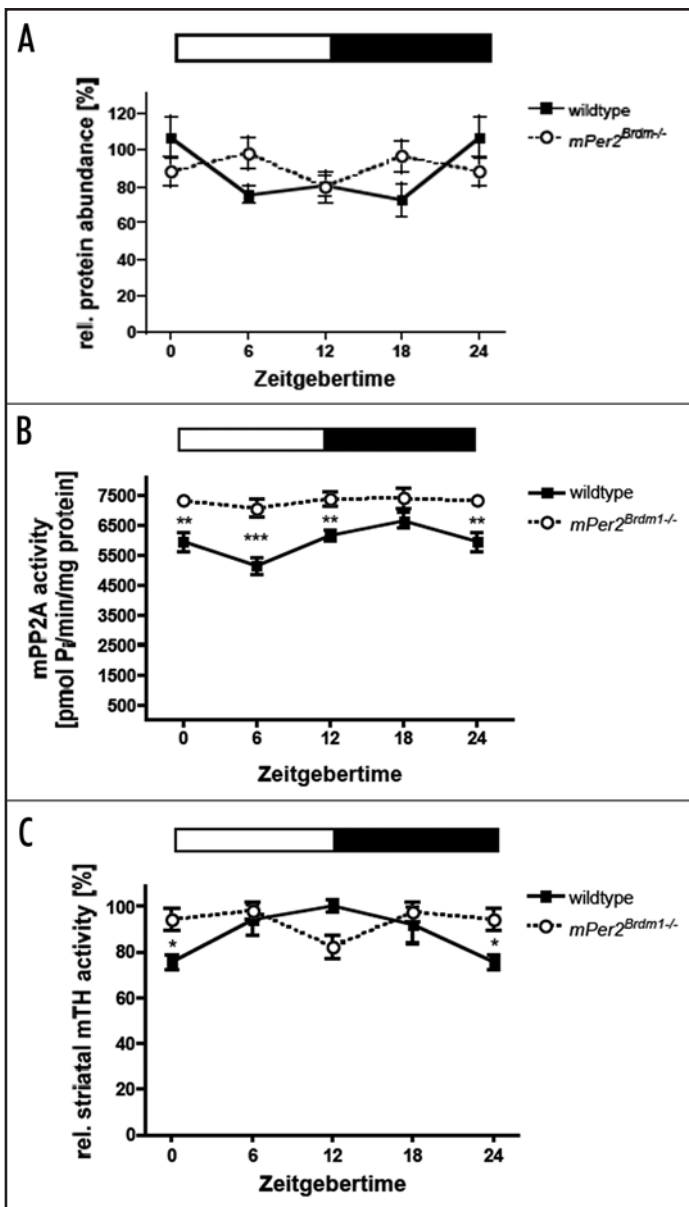 A
rel. protein abundance [%]
120
100
80
60
40
20
0
0 6 12 18 24
Zeitgebertime
wildtype
mPer2Brdm-/-
B
mPP2A activity
[pmol Pi/min/mg protein]
7500
6500
5500
4500
3500
2500
1500
500
** *** ** **
0 6 12 18 24
Zeitgebertime
wildtype
mPer2Brdm1-/-
C
rel. striatal mTH activity [%]
100
80
60
40
20
0
* *
0 6 12 18 24
Zeitgebertime
wildtype
mPer2Brdm1-/-